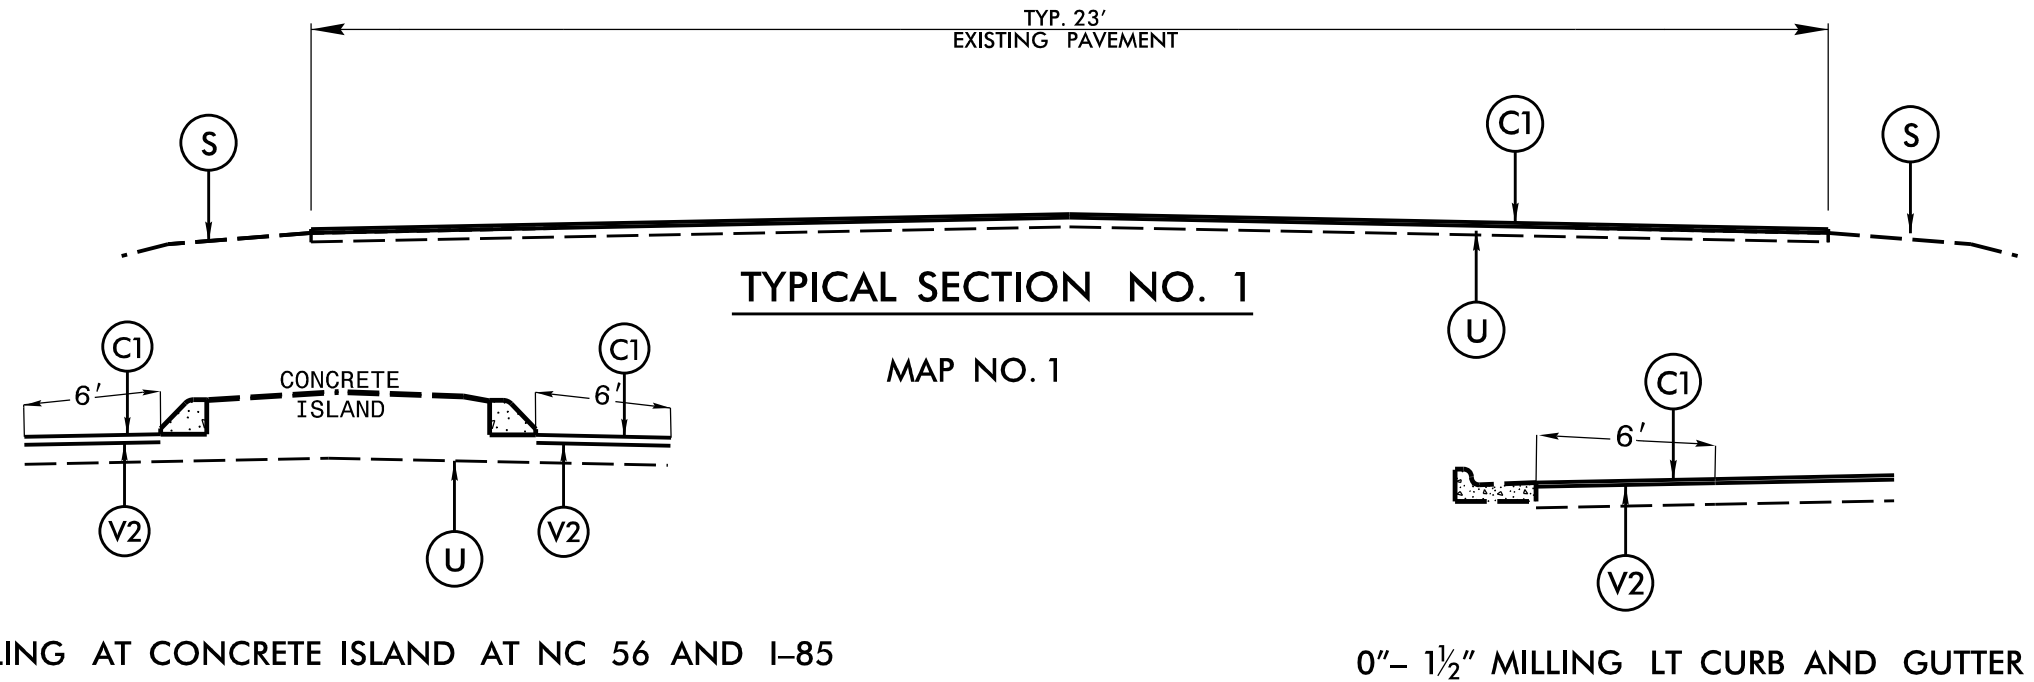 TYP. 23'
EXISTING PAVEMENT
S
C1
S
TYPICAL SECTION NO. 1
U
MAP NO. 1
C1
C1
6'
CONCRETE
ISLAND
6'
V2
U
V2
C1
6'
V2
LING AT CONCRETE ISLAND AT NC 56 AND I-85
0"- 1½" MILLING LT CURB AND GUTTER